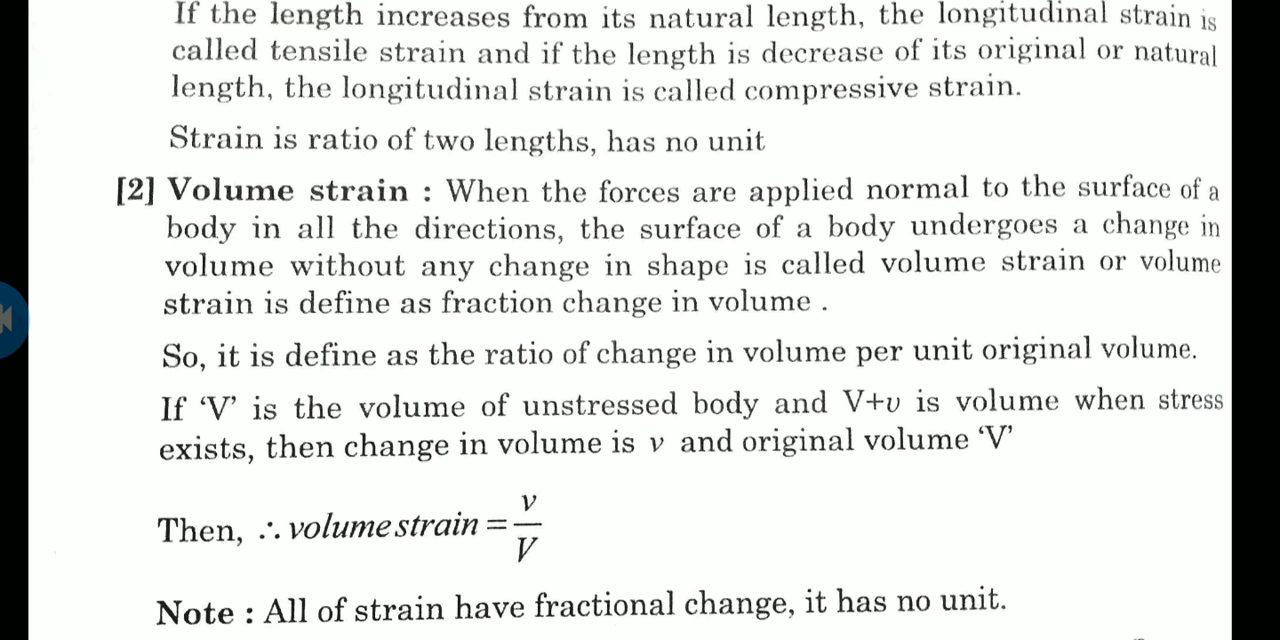 If the length increases from its natural length, the longitudinal strain is
called tensile strain and if the length is decrease of its original or natural
length, the longitudinal strain is called compressive strain.
Strain is ratio of two lengths, has no unit
[2] Volume strain : When the forces are applied normal to the surface of a
body in all the directions, the surface of a body undergoes a change in
volume without any change in shape is called volume strain or volume
strain is define as fraction change in volume .
So, it is define as the ratio of change in volume per unit original volume.
If ‘V’ is the volume of unstressed body and V+υ is volume when stress
exists, then change in volume is ν and original volume ‘V’
Then, ∴ volume strain = ν/V
Note : All of strain have fractional change, it has no unit.